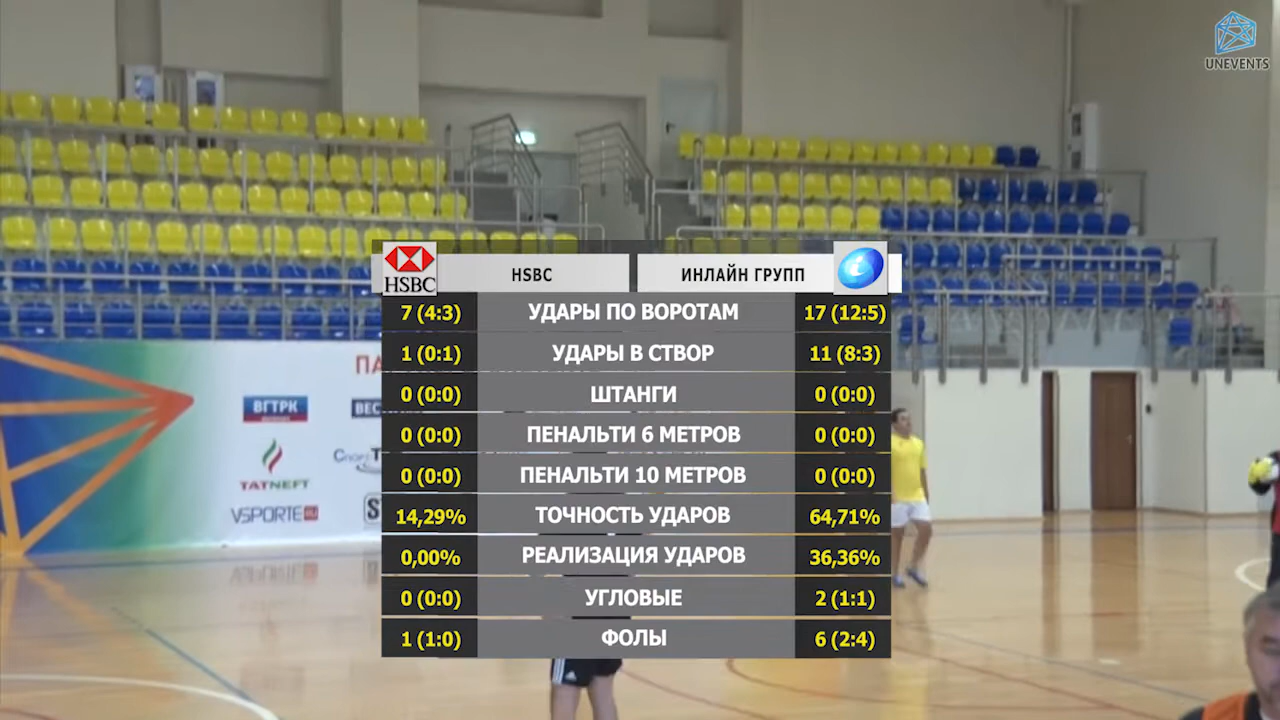 UNEVENTS
HSBC
HSBC
ИНЛАЙН ГРУПП
7 (4:3) УДАРЫ ПО ВОРОТАМ 17 (12:5)
1 (0:1) УДАРЫ В СТВОР 11 (8:3)
0 (0:0) ШТАНГИ 0 (0:0)
0 (0:0) ПЕНАЛЬТИ 6 МЕТРОВ 0 (0:0)
0 (0:0) ПЕНАЛЬТИ 10 МЕТРОВ 0 (0:0)
14,29% ТОЧНОСТЬ УДАРОВ 64,71%
0,00% РЕАЛИЗАЦИЯ УДАРОВ 36,36%
0 (0:0) УГЛОВЫЕ 2 (1:1)
1 (1:0) ФОЛЫ 6 (2:4)
ПА
ВГТРК
ВЕС
TATNEFT
СпортТ
VSPORTE.RU
S